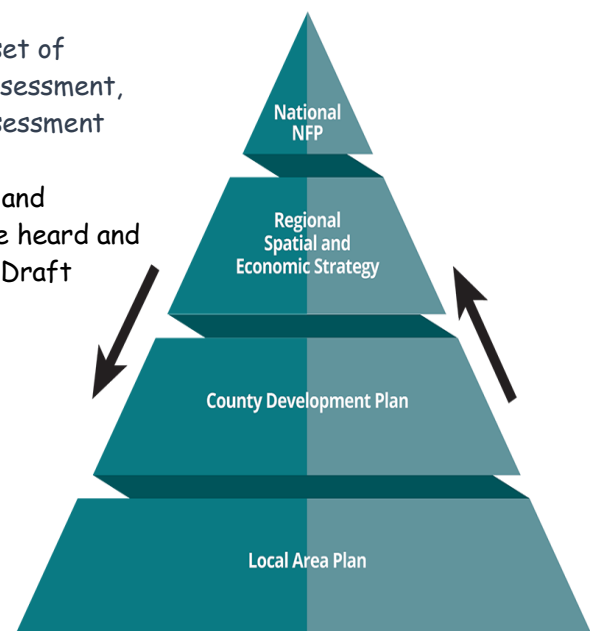 set of
sessment,
sessment
and
e heard and
Draft
National
NFP
Regional
Spatial and
Economic Strategy
County Development Plan
Local Area Plan